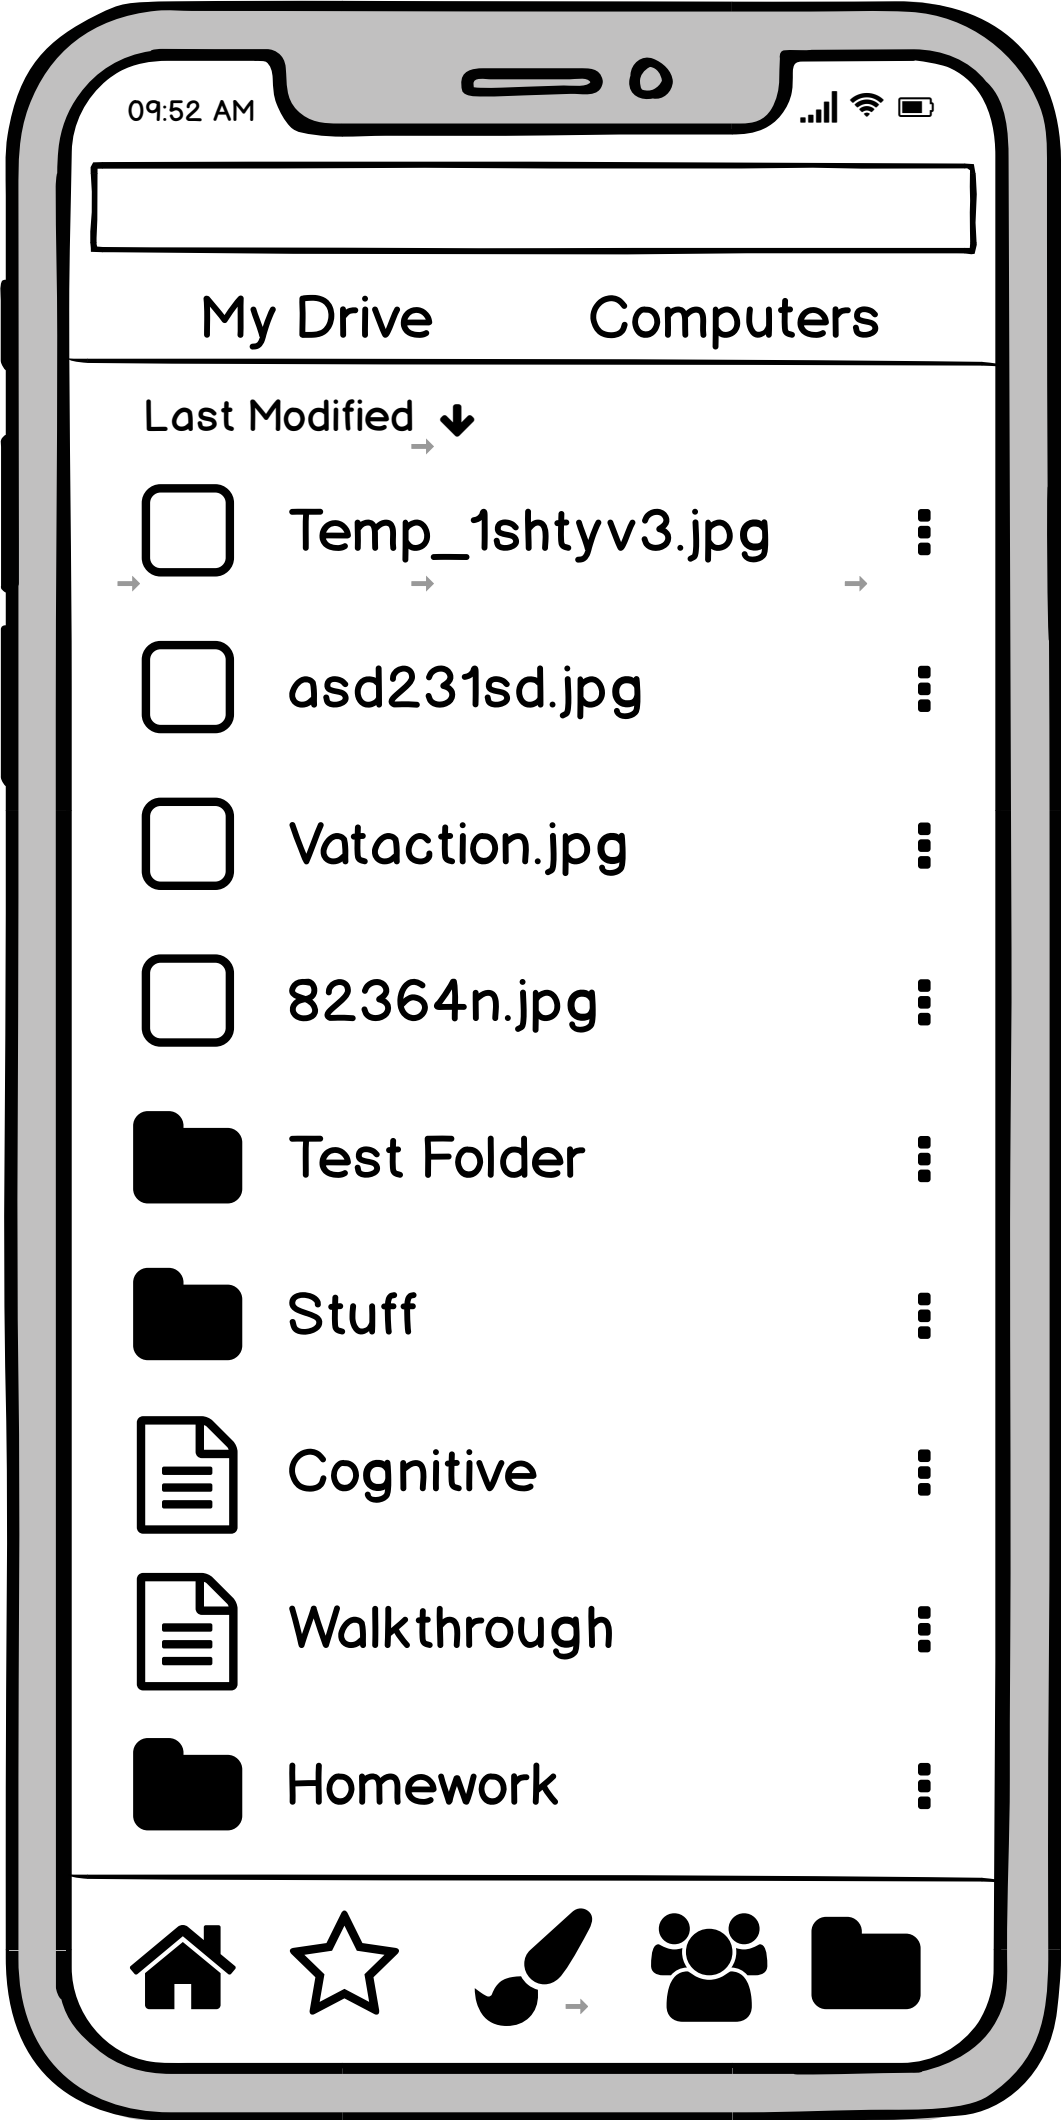 09:52 AM
My Drive Computers
Last Modified
Temp_1shtyv3.jpg
asd231sd.jpg
Vataction.jpg
82364n.jpg
Test Folder
Stuff
Cognitive
Walkthrough
Homework